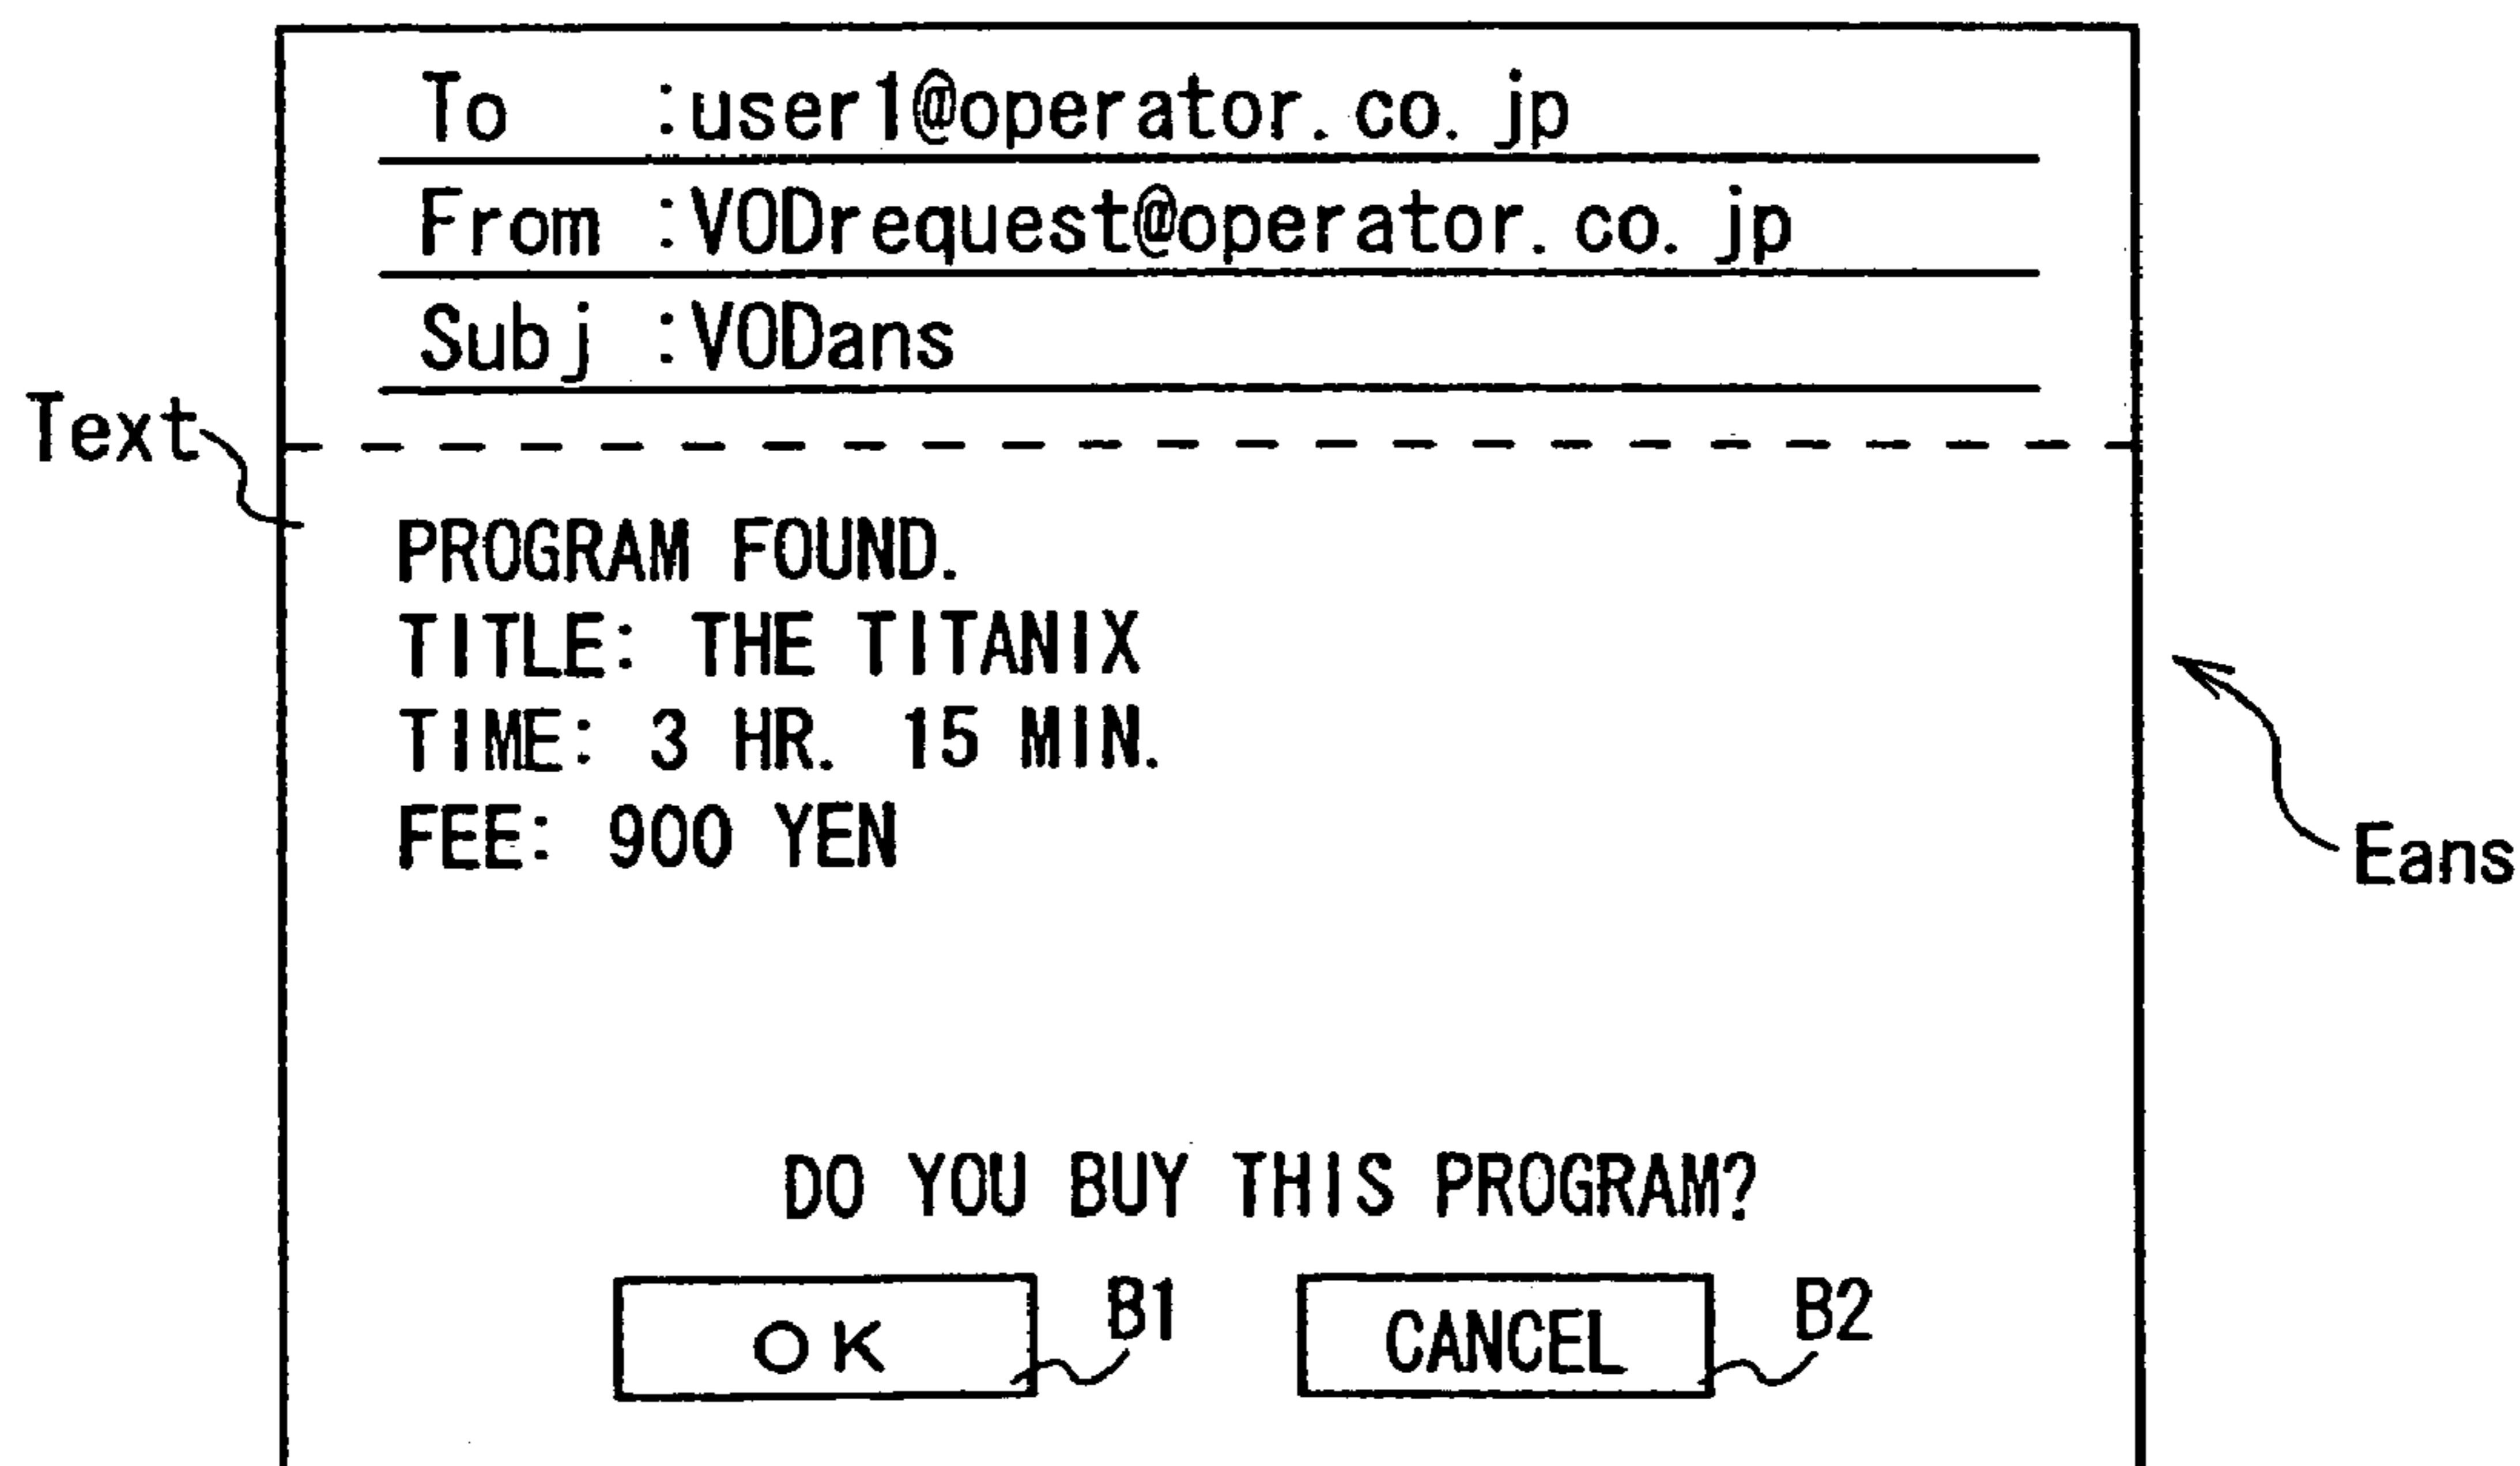 To :user1@operator.co.jp
From :VODrequest@operator.co.jp
Subj :VODans
Text
PROGRAM FOUND.
TITLE: THE TITANIX
TIME: 3 HR. 15 MIN.
FEE: 900 YEN
Eans
DO YOU BUY THIS PROGRAM?
OK B1 CANCEL B2